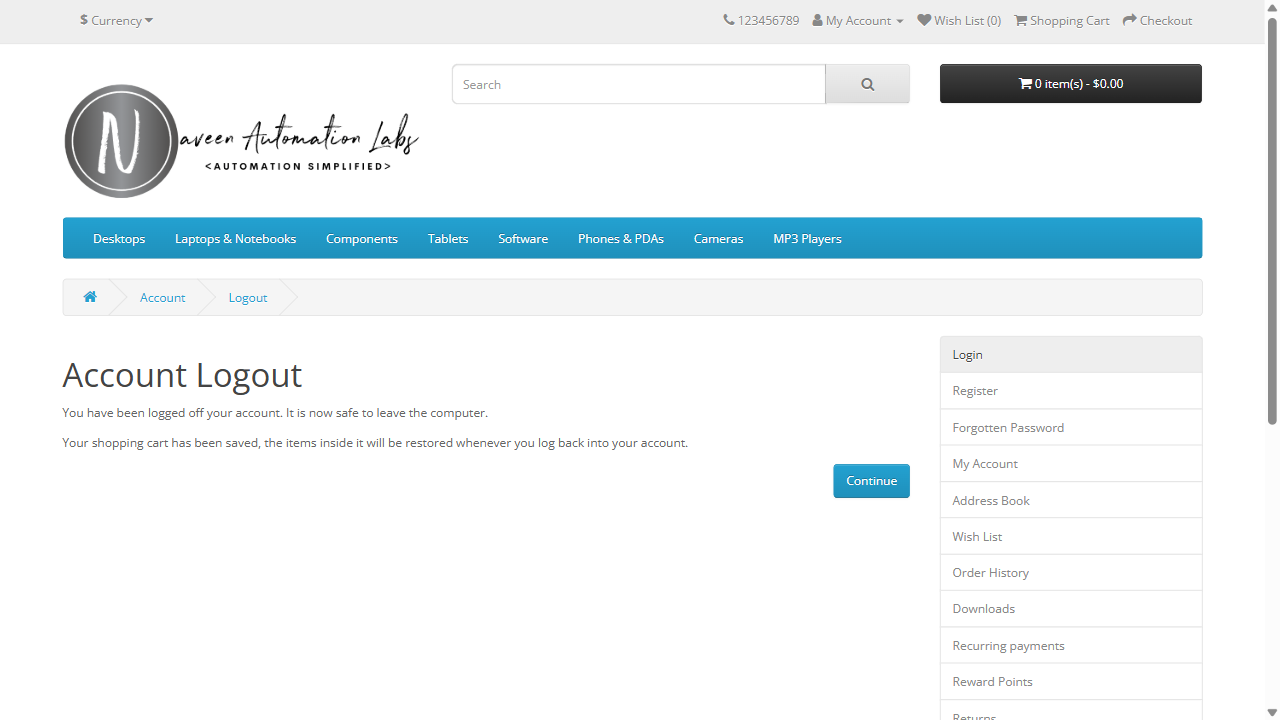 $ Currency
123456789 My Account Wish List (0) Shopping Cart Checkout
N
aveen Automation Labs
<AUTOMATION SIMPLIFIED>
Search
0 item(s) - $0.00
Desktops Laptops & Notebooks Components Tablets Software Phones & PDAs Cameras MP3 Players
Account Logout
Account Logout
You have been logged off your account. It is now safe to leave the computer.
Your shopping cart has been saved, the items inside it will be restored whenever you log back into your account.
Continue
Login
Register
Forgotten Password
My Account
Address Book
Wish List
Order History
Downloads
Recurring payments
Reward Points
Returns